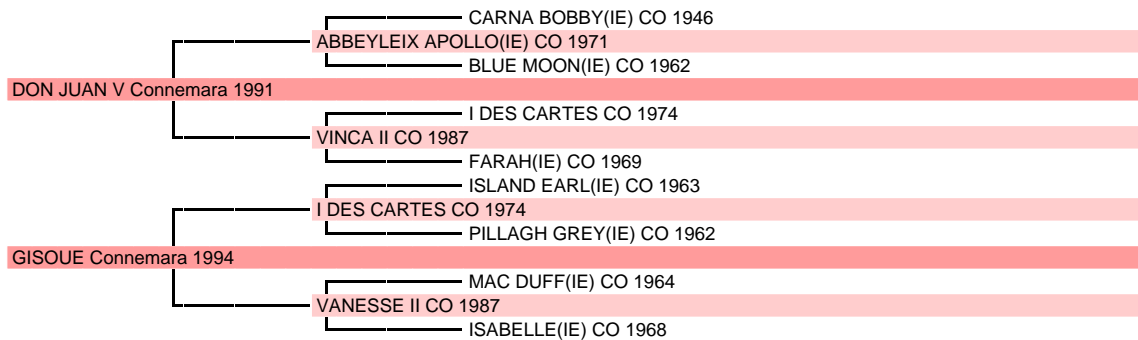 CARNA BOBBY(IE) CO 1946
ABBEYLEIX APOLLO(IE) CO 1971
BLUE MOON(IE) CO 1962
DON JUAN V Connemara 1991
I DES CARTES CO 1974
VINCA II CO 1987
FARAH(IE) CO 1969
ISLAND EARL(IE) CO 1963
I DES CARTES CO 1974
PILLAGH GREY(IE) CO 1962
GISOUE Connemara 1994
MAC DUFF(IE) CO 1964
VANESSE II CO 1987
ISABELLE(IE) CO 1968